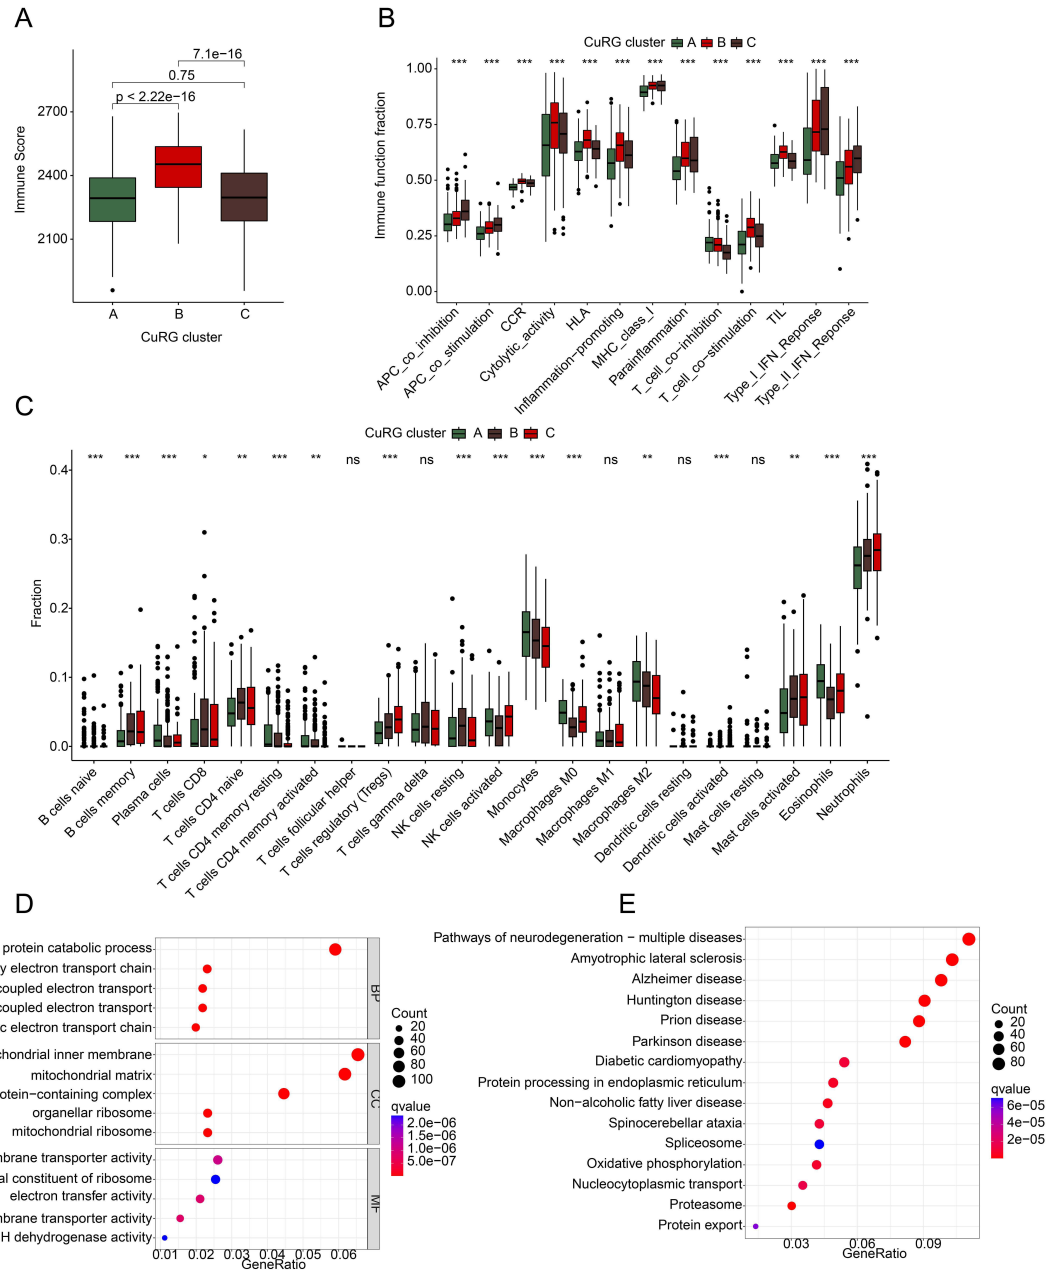 A
7.1e−16
0.75
p < 2.22e−16
2700
2400
2100
Immune Score
A B C
CuRG cluster
B
CuRG cluster A B C
*** *** *** *** *** *** *** *** *** *** *** *** ***
1.00
0.75
0.50
0.25
0.00
Immune function fraction
APC_co_inhibition
APC_co_stimulation
CCR
Cytolytic_activity
HLA
Inflammation−promoting
MHC_class_I
Parainflammation
T_cell_co−inhibition
T_cell_co−stimulation
TIL
Type_I_IFN_Reponse
Type_II_IFN_Reponse
C
CuRG cluster A B C
*** *** *** * ** *** ** ns *** ns *** *** *** *** ns ** ns *** ns ** *** ***
0.4
0.3
0.2
0.1
0.0
Fraction
B cells naive
B cells memory
Plasma cells
T cells CD8
T cells CD4 naive
T cells CD4 memory resting
T cells CD4 memory activated
T cells follicular helper
T cells regulatory (Tregs)
T cells gamma delta
NK cells resting
NK cells activated
Monocytes
Macrophages M0
Macrophages M1
Macrophages M2
Dendritic cells resting
Dendritic cells activated
Mast cells resting
Mast cells activated
Eosinophils
Neutrophils
D
protein catabolic process
y electron transport chain
coupled electron transport
coupled electron transport
c electron transport chain
BP
chondrial inner membrane
mitochondrial matrix
otein−containing complex
organellar ribosome
mitochondrial ribosome
CC
mbrane transporter activity
al constituent of ribosome
electron transfer activity
mbrane transporter activity
H dehydrogenase activity
MF
0.01 0.02 0.03 0.04 0.05 0.06
GeneRatio
Count
20
40
60
80
100
qvalue
2.0e−06
1.5e−06
1.0e−06
5.0e−07
E
Pathways of neurodegeneration − multiple diseases
Amyotrophic lateral sclerosis
Alzheimer disease
Huntington disease
Prion disease
Parkinson disease
Diabetic cardiomyopathy
Protein processing in endoplasmic reticulum
Non−alcoholic fatty liver disease
Spinocerebellar ataxia
Spliceosome
Oxidative phosphorylation
Nucleocytoplasmic transport
Proteasome
Protein export
0.03 0.06 0.09
GeneRatio
Count
20
40
60
80
qvalue
6e−05
4e−05
2e−05